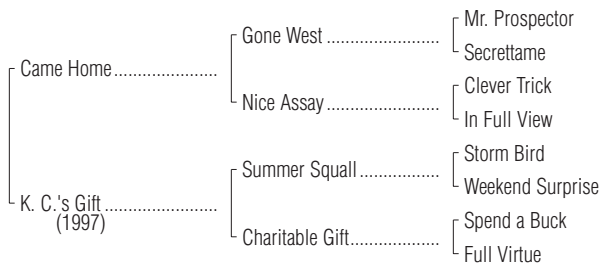 Mr. Prospector
Gone West
Secrettame
Came Home
Clever Trick
Nice Assay
In Full View
Storm Bird
Summer Squall
Weekend Surprise
K. C.'s Gift
(1997)
Spend a Buck
Charitable Gift
Full Virtue